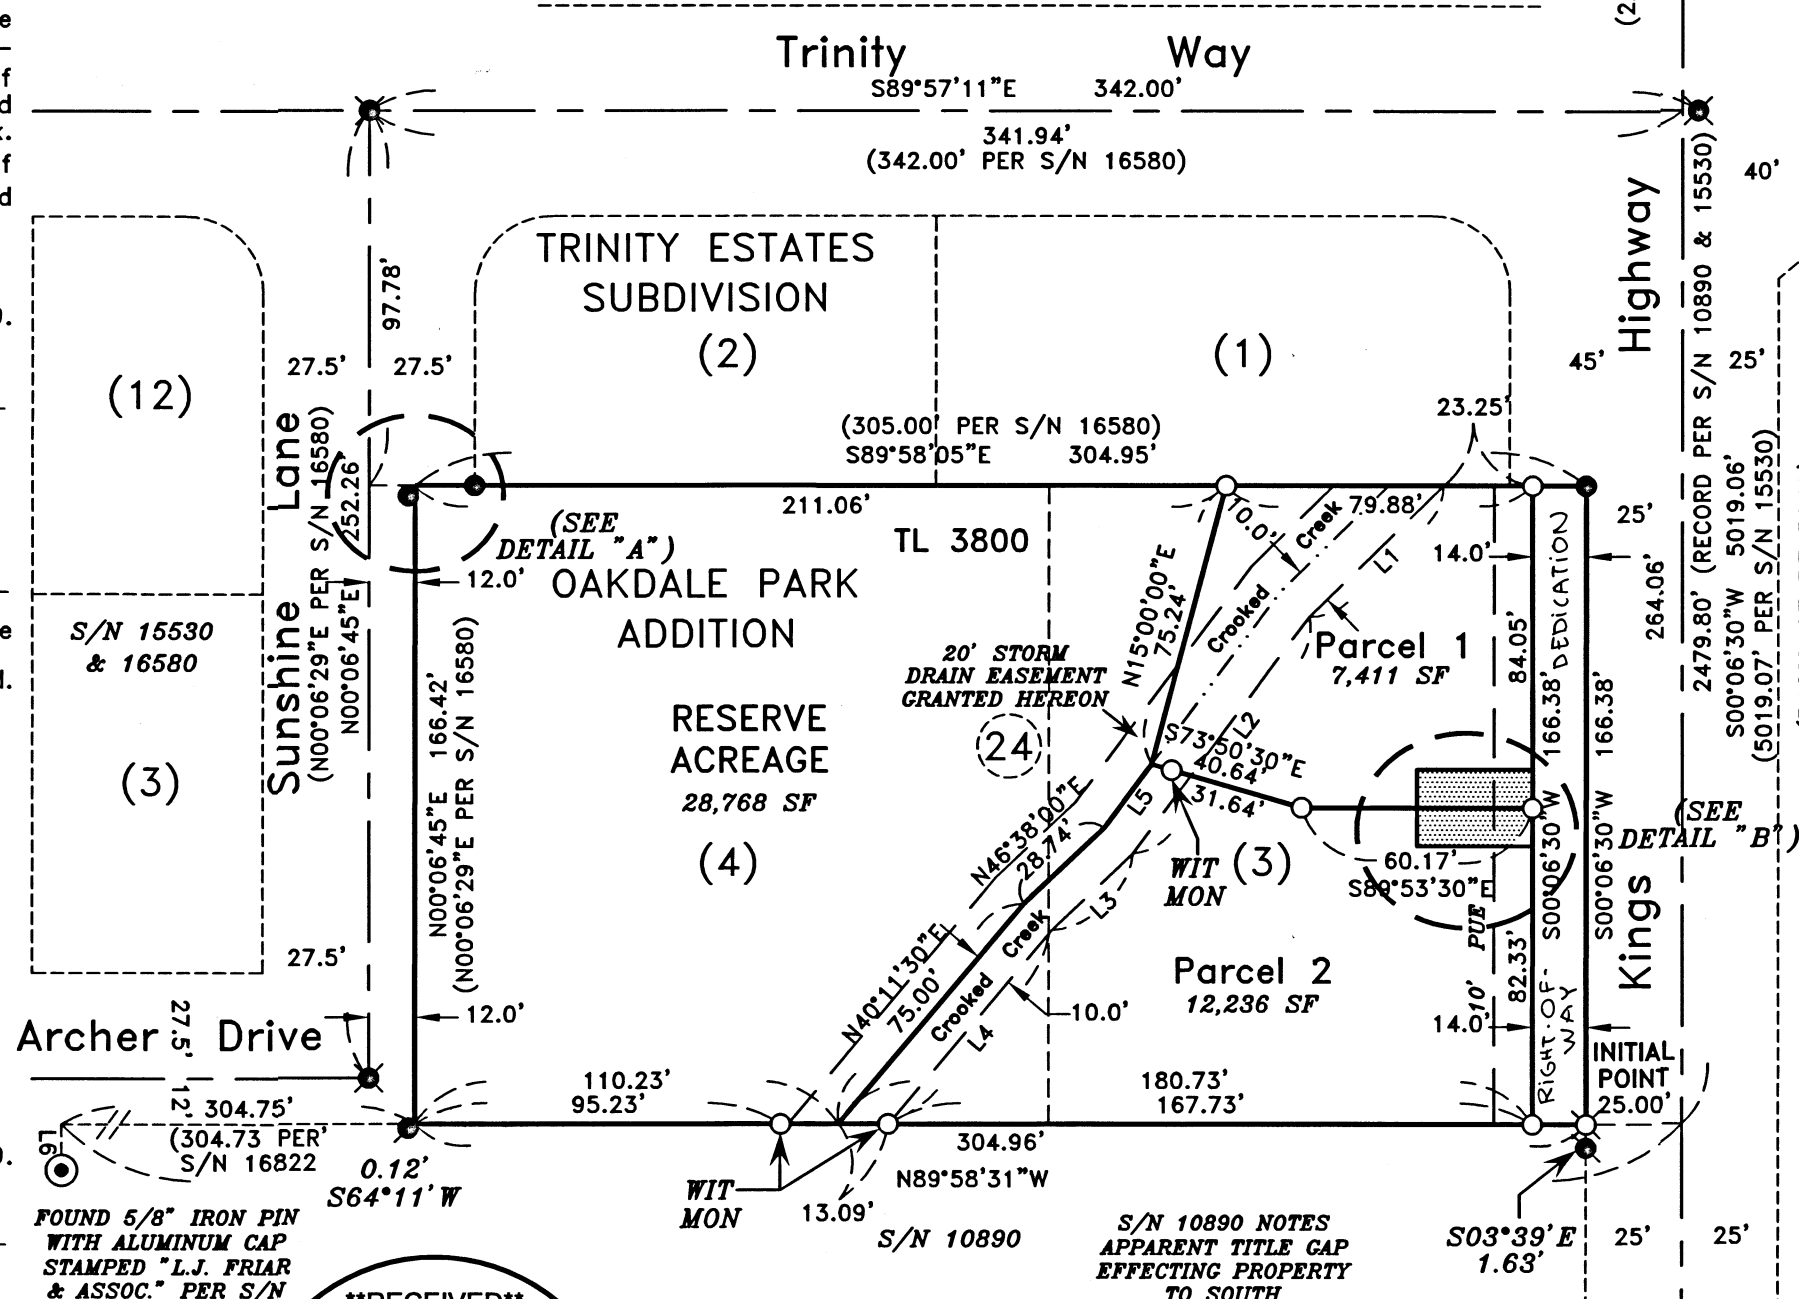 Trinity Way
S89°57'11"E 342.00'
341.94'
(342.00' PER S/N 16580)
40'
Highway
2479.80' (RECORD PER S/N 10890 & 15530)
S00°06'30"W 5019.06'
(5019.07' PER S/N 15530)
TRINITY ESTATES
SUBDIVISION
(2)
(1)
97.78'
27.5'
27.5'
45'
25'
(12)
23.25'
(305.00' PER S/N 16580)
S89°58'05"E 304.95'
Sunshine Lane
(N00°06'29"E PER S/N 16580)
N00°06'45"E
252.26'
211.06'
79.88'
(SEE
DETAIL "A")
TL 3800
10.0'
Crooked Creek
L1
14.0'
25'
12.0'
OAKDALE PARK
ADDITION
N15°00'00"E
75.24'
264.06'
S/N 15530
& 16580
20' STORM
DRAIN EASEMENT
GRANTED HEREON
Parcel 1
7,411 SF
84.05'
DEDICATION
166.38'
166.38'
N00°06'45"E 166.42'
(N00°06'29"E PER S/N 16580)
RESERVE
ACREAGE
28,768 SF
24
L2
S73°50'30"E
40.64'
31.64'
(3)
N46°38'00"E
28.74'
L5
(SEE
DETAIL "B")
S00°06'30"W
S00°06'30"W
(4)
WIT
MON
(3)
60.17'
S89°53'30"E
L3
PUE
10'
Kings
27.5'
N40°11'30"E
75.00'
Crooked Creek
L4
10.0'
Parcel 2
12,236 SF
82.33'
RIGHT-OF-
WAY
14.0'
Archer Drive
27.5'
12'
12.0'
INITIAL
POINT
25.00'
110.23'
95.23'
180.73'
167.73'
304.75'
(304.73 PER
S/N 16822
L6
304.96'
N89°58'31"W
0.12'
S64°11'W
WIT
MON
13.09'
S/N 10890
S/N 10890 NOTES
APPARENT TITLE GAP
EFFECTING PROPERTY
TO SOUTH
S03°39'E
1.63'
25'
25'
FOUND 5/8" IRON PIN
WITH ALUMINUM CAP
STAMPED "L.J. FRIAR
& ASSOC." PER S/N
**RECEIVED**